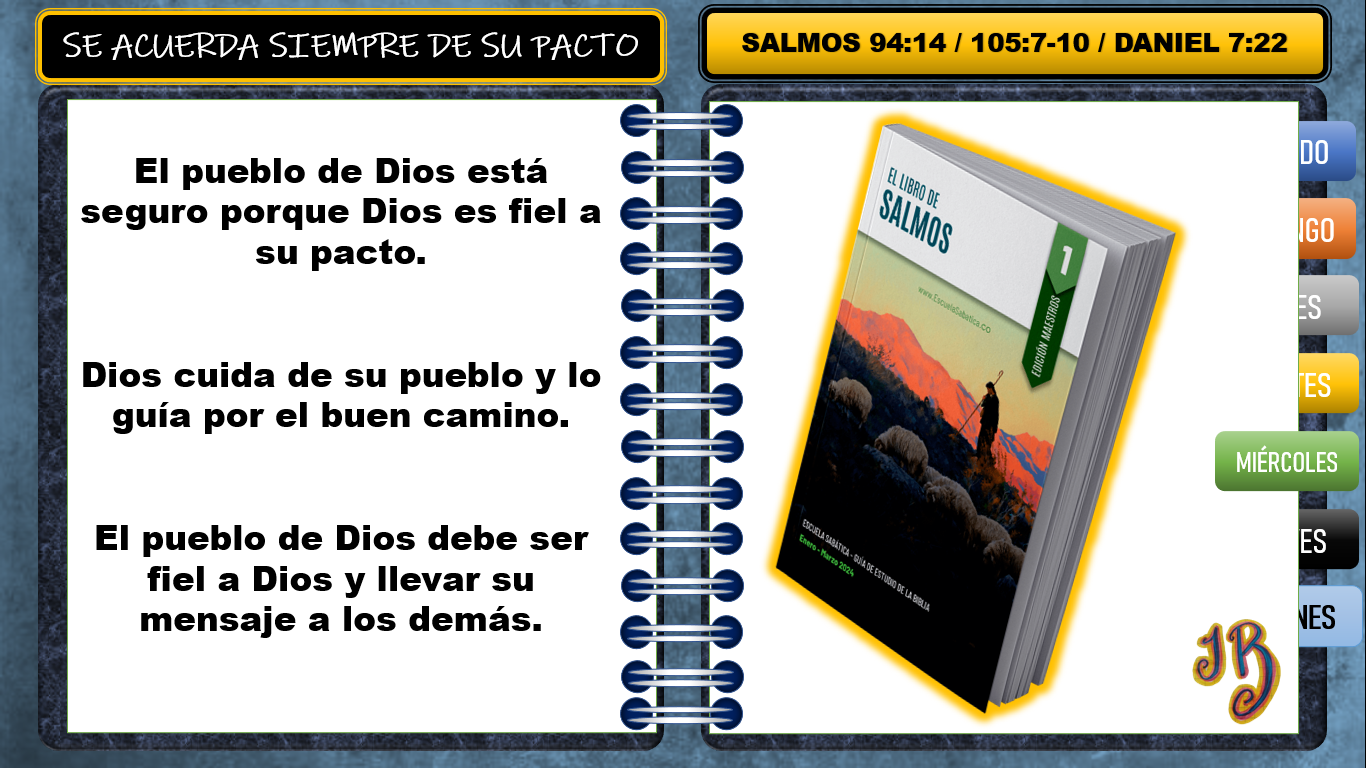 SE ACUERDA SIEMPRE DE SU PACTO
SALMOS 94:14 / 105:7-10 / DANIEL 7:22
El pueblo de Dios está
seguro porque Dios es fiel a
su pacto.
Dios cuida de su pueblo y lo
guía por el buen camino.
El pueblo de Dios debe ser
fiel a Dios y llevar su
mensaje a los demás.
EL LIBRO DE
SALMOS
1
EDICIÓN MAESTROS
www.EscuelaSabatica.co
ESCUELA SABÁTICA - GUÍA DE ESTUDIO DE LA BIBLIA
Enero - Marzo 2024
DO
NGO
ES
TES
MIÉRCOLES
ES
NES
JB